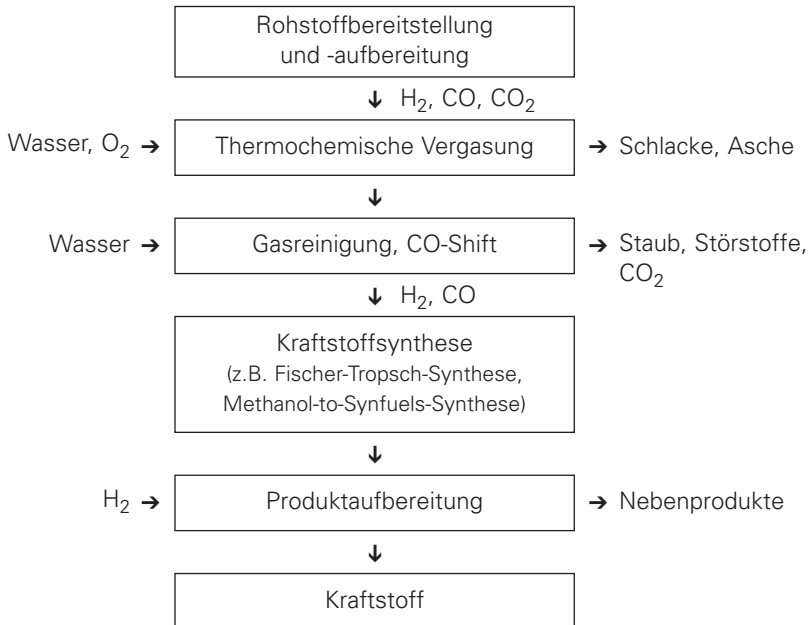 Rohstoffbereitstellung
und -aufbereitung
↓ H₂, CO, CO₂
Wasser, O₂ → Thermochemische Vergasung → Schlacke, Asche
↓
Wasser → Gasreinigung, CO-Shift → Staub, Störstoffe,
CO₂
↓ H₂, CO
Kraftstoffsynthese
(z.B. Fischer-Tropsch-Synthese,
Methanol-to-Synfuels-Synthese)
↓
H₂ → Produktaufbereitung → Nebenprodukte
↓
Kraftstoff